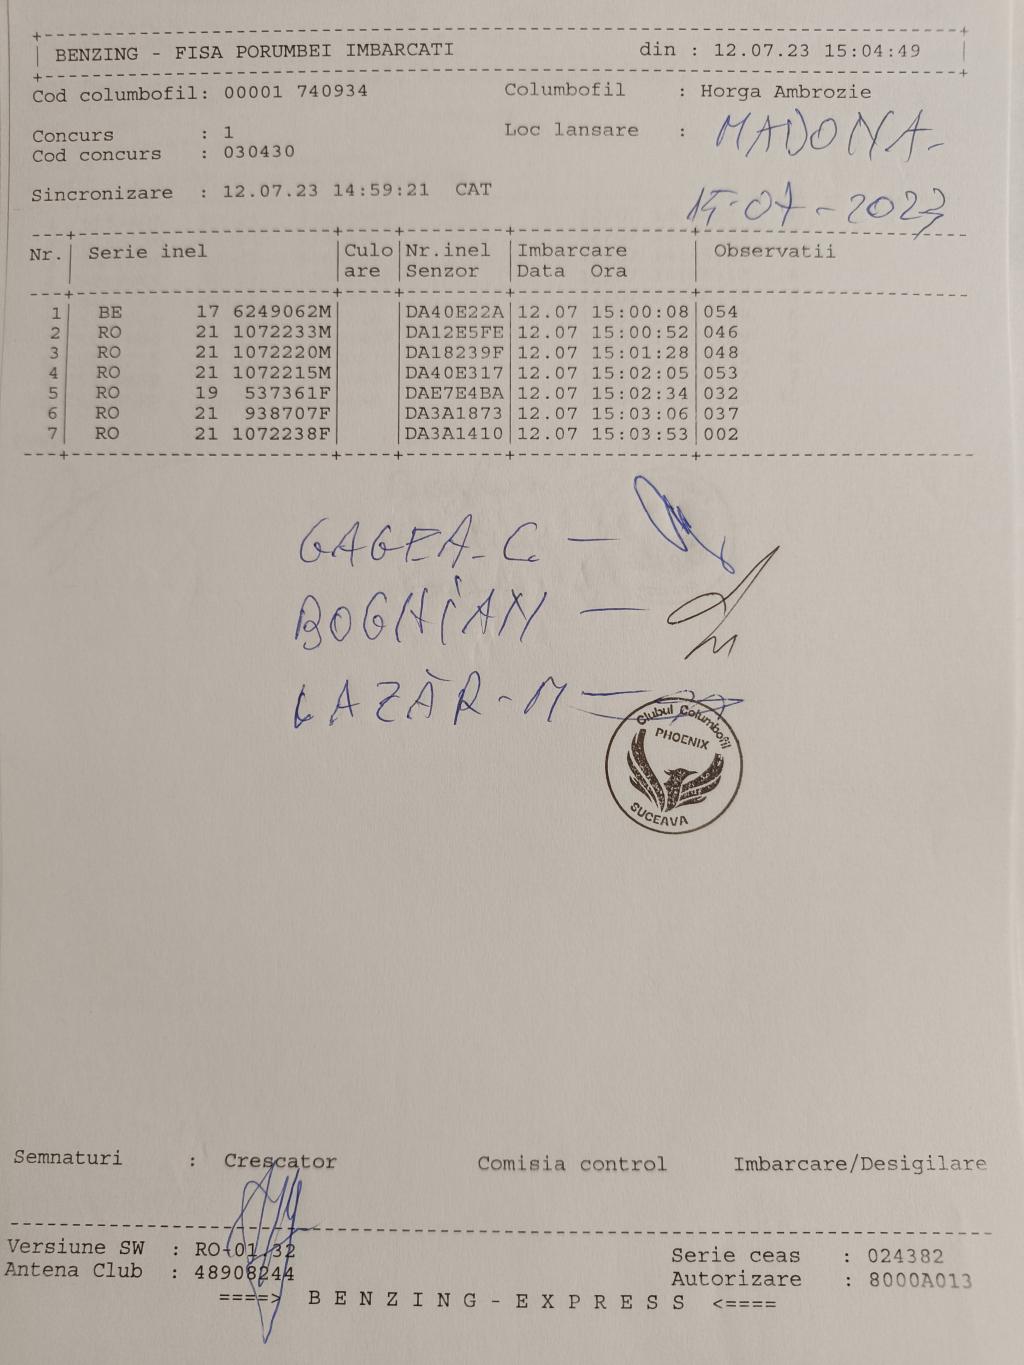 BENZING - FISA PORUMBEI IMBARCATI din : 12.07.23 15:04:49
Cod columbofil: 00001 740934 Columbofil : Horga Ambrozie
Concurs : 1 Loc lansare : MADONA-
Cod concurs : 030430
Sincronizare : 12.07.23 14:59:21 CAT 15-07-2023
Nr. Serie inel Culo Nr.inel Imbarcare Observatii
are Senzor Data Ora
1 BE 17 6249062M DA40E22A 12.07 15:00:08 054
2 RO 21 1072233M DA12E5FE 12.07 15:00:52 046
3 RO 21 1072220M DA18239F 12.07 15:01:28 048
4 RO 21 1072215M DA40E317 12.07 15:02:05 053
5 RO 19 537361F DAE7E4BA 12.07 15:02:34 032
6 RO 21 938707F DA3A1873 12.07 15:03:06 037
7 RO 21 1072238F DA3A1410 12.07 15:03:53 002
GAGEA-C. —
BOGHIAN —
LAZĂR-M —
Clubul Columbofil
PHOENIX
SUCEAVA
Semnaturi : Crescator Comisia control Imbarcare/Desigilare
Versiune SW : RO-01.32 Serie ceas : 024382
Antena Club : 48908244 Autorizare : 8000A013
====> B E N Z I N G - E X P R E S S <====